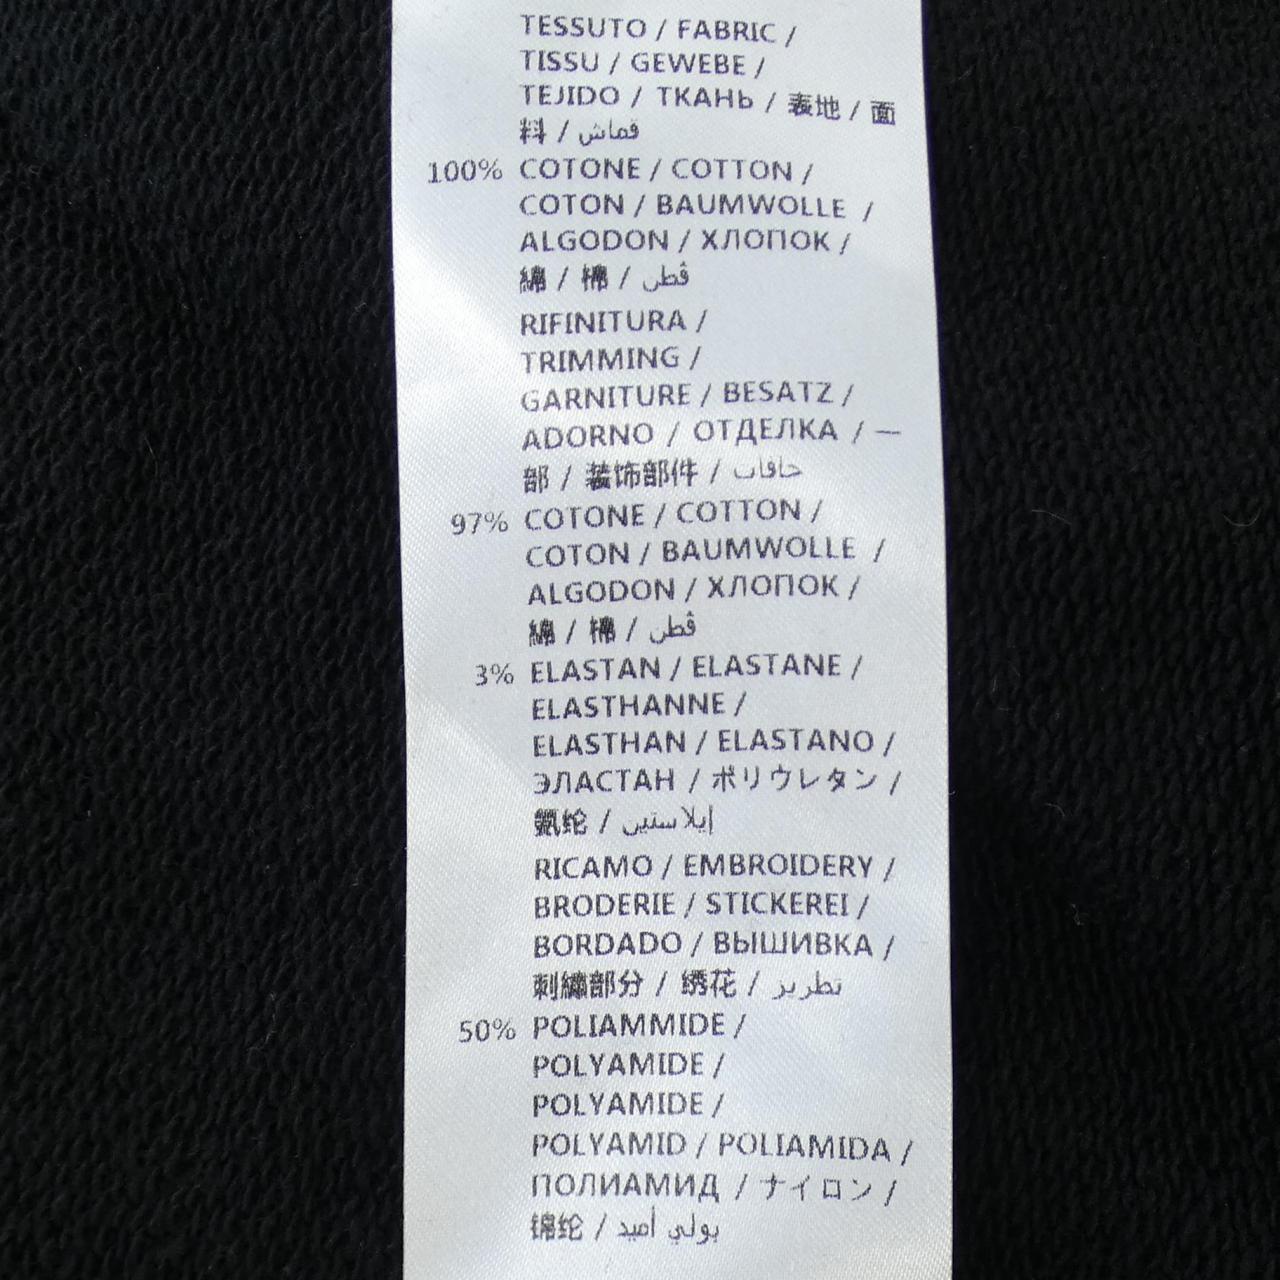 TESSUTO / FABRIC /
TISSU / GEWEBE /
TEJIDO / ТКАНЬ / 表地 / 面
料 / قماش
100% COTONE / COTTON /
COTON / BAUMWOLLE /
ALGODON / ХЛОПОК /
綿 / 棉 / قطن
RIFINITURA /
TRIMMING /
GARNITURE / BESATZ /
ADORNO / ОТДЕЛКА / 一
部 / 装饰部件 / حافات
97% COTONE / COTTON /
COTON / BAUMWOLLE /
ALGODON / ХЛОПОК /
綿 / 棉 / قطن
3% ELASTAN / ELASTANE /
ELASTHANNE /
ELASTHAN / ELASTANO /
ЭЛАСТАН / ポリウレタン /
氨纶 / إيلاستين
RICAMO / EMBROIDERY /
BRODERIE / STICKEREI /
BORDADO / ВЫШИВКА /
刺繍部分 / 绣花 / تطريز
50% POLIAMMIDE /
POLYAMIDE /
POLYAMIDE /
POLYAMID / POLIAMIDA /
ПОЛИАМИД / ナイロン /
锦纶 / بولي أميد